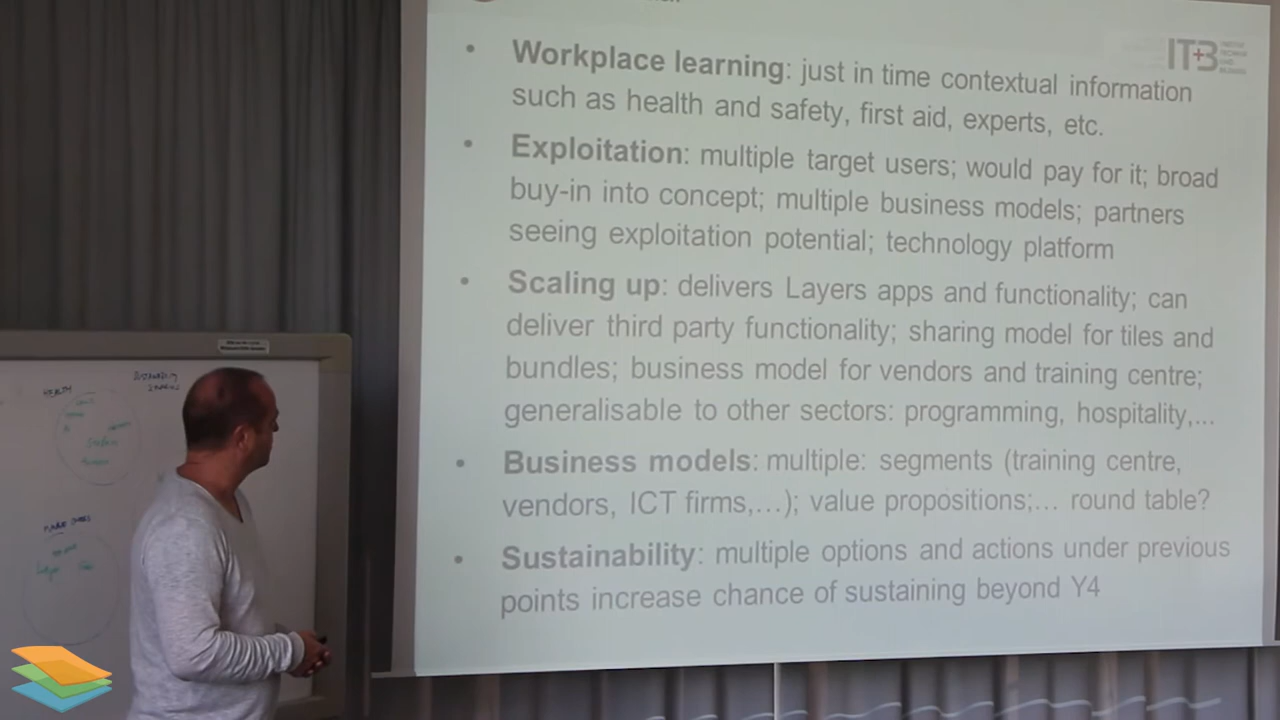 • Workplace learning: just in time contextual information
such as health and safety, first aid, experts, etc.
• Exploitation: multiple target users; would pay for it; broad
buy-in into concept; multiple business models; partners
seeing exploitation potential; technology platform
• Scaling up: delivers Layers apps and functionality; can
deliver third party functionality; sharing model for tiles and
bundles; business model for vendors and training centre;
generalisable to other sectors: programming, hospitality,...
• Business models: multiple: segments (training centre,
vendors, ICT firms,...); value propositions;... round table?
• Sustainability: multiple options and actions under previous
points increase chance of sustaining beyond Y4
IT+B
HEALTH
SUSTAINABILITY